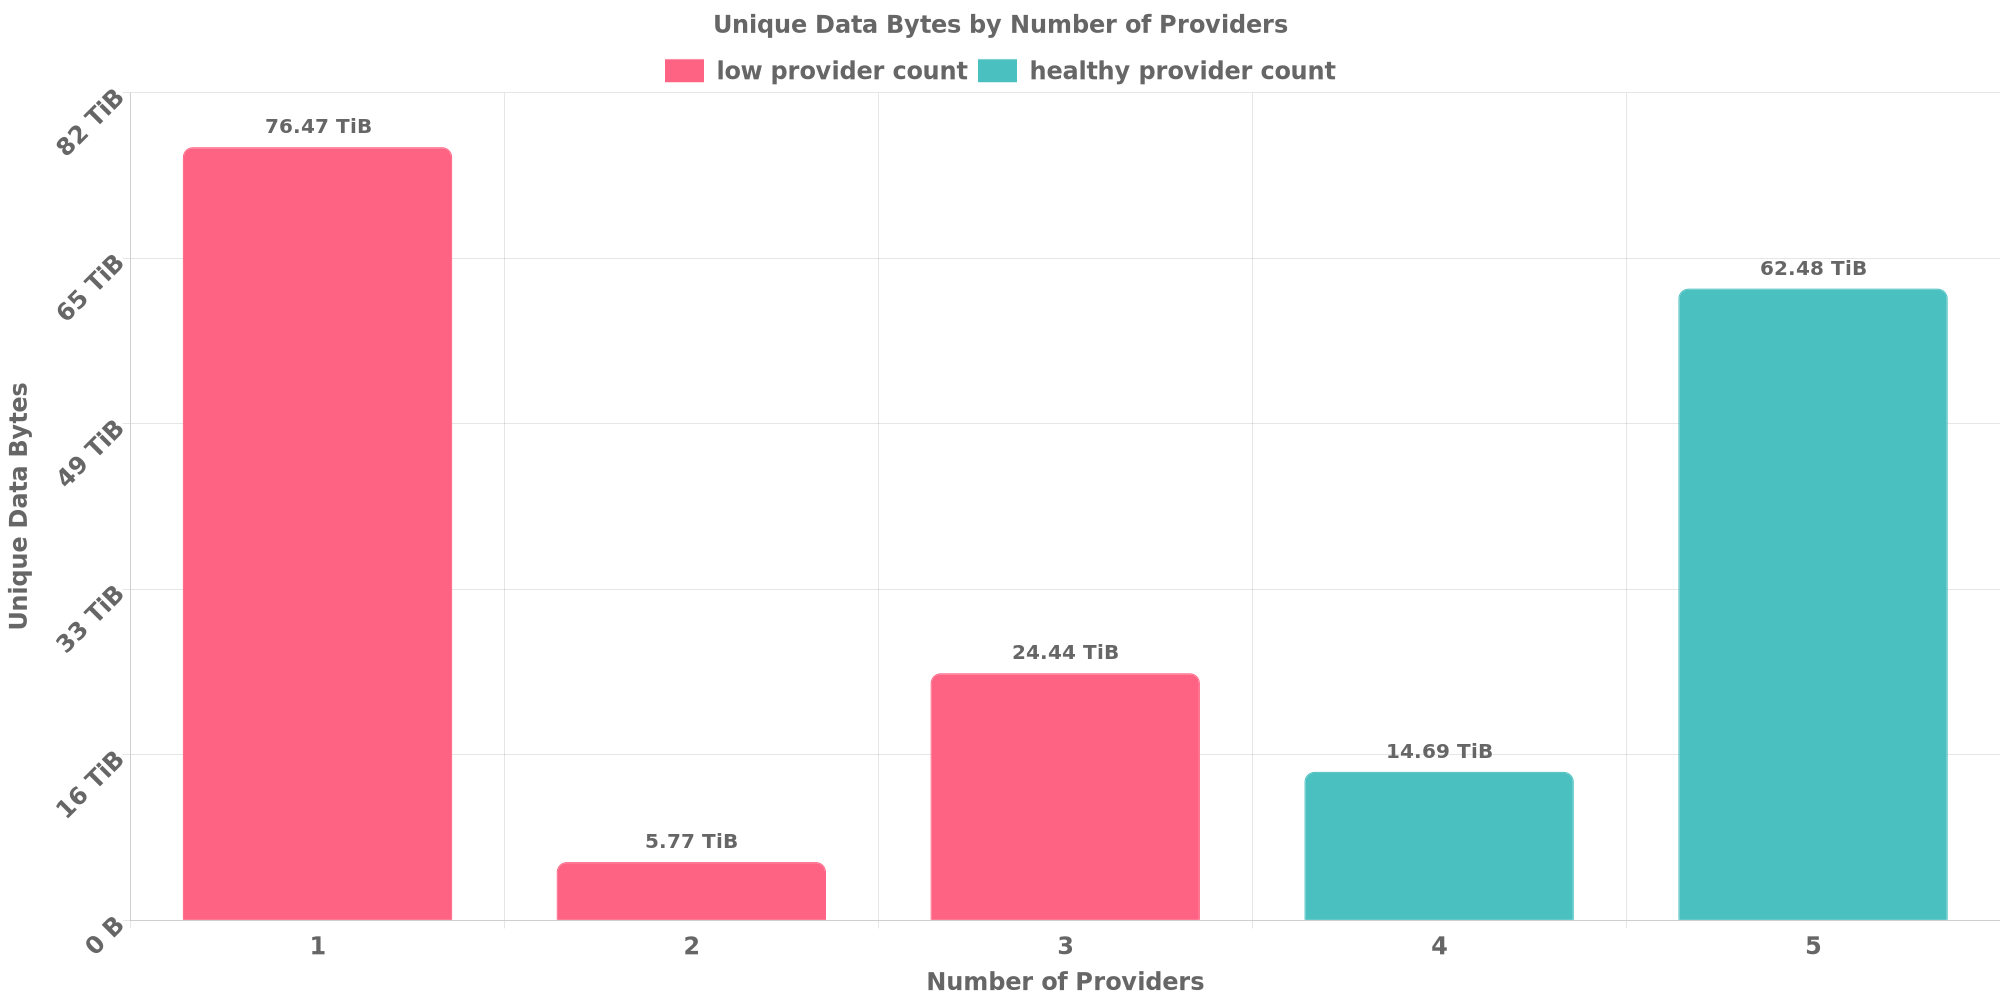 Unique Data Bytes by Number of Providers
low provider count healthy provider count
82 TiB
65 TiB
49 TiB
33 TiB
16 TiB
0 B
Unique Data Bytes
76.47 TiB
5.77 TiB
24.44 TiB
14.69 TiB
62.48 TiB
1 2 3 4 5
Number of Providers